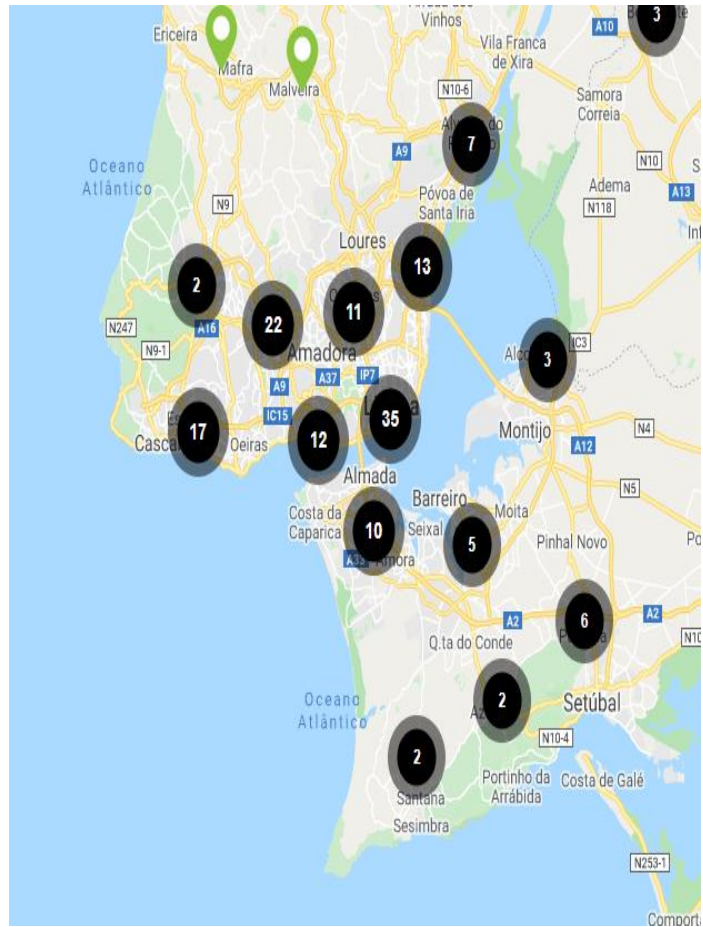 Vinhos
Ericeira
3
A10
Vila Franca
de Xira
Mafra
Malveira
N10-6
Samora
Correia
7
A9
N10
Oceano
Atlântico
Póvoa de
Santa Iria
Adema
A13
N118
N9
Loures
13
2
11
22
A16
N247
N9-1
Amadora
3
IC3
A37
IP7
A9
IC15
35
17
12
Oeiras
Montijo
N4
A12
Almada
N5
Costa da
Caparica
10
Barreiro
Seixal
Moita
5
Pinhal Novo
Amora
6
A2
A2
Q.ta do Conde
2
Setúbal
Oceano
Atlântico
N10-4
2
Portinho da
Arrábida
Costa de Galé
Santana
Sesimbra
N253-1